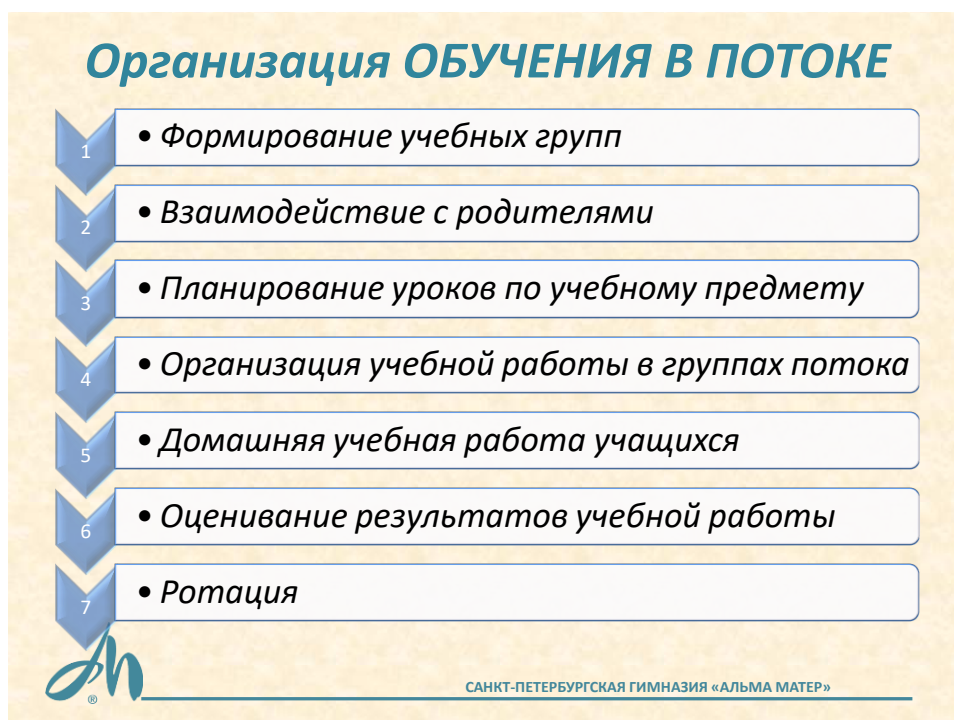 Организация ОБУЧЕНИЯ В ПОТОКЕ
1
• Формирование учебных групп
2
• Взаимодействие с родителями
3
• Планирование уроков по учебному предмету
4
• Организация учебной работы в группах потока
5
• Домашняя учебная работа учащихся
6
• Оценивание результатов учебной работы
7
• Ротация
®
САНКТ-ПЕТЕРБУРГСКАЯ ГИМНАЗИЯ «АЛЬМА МАТЕР»